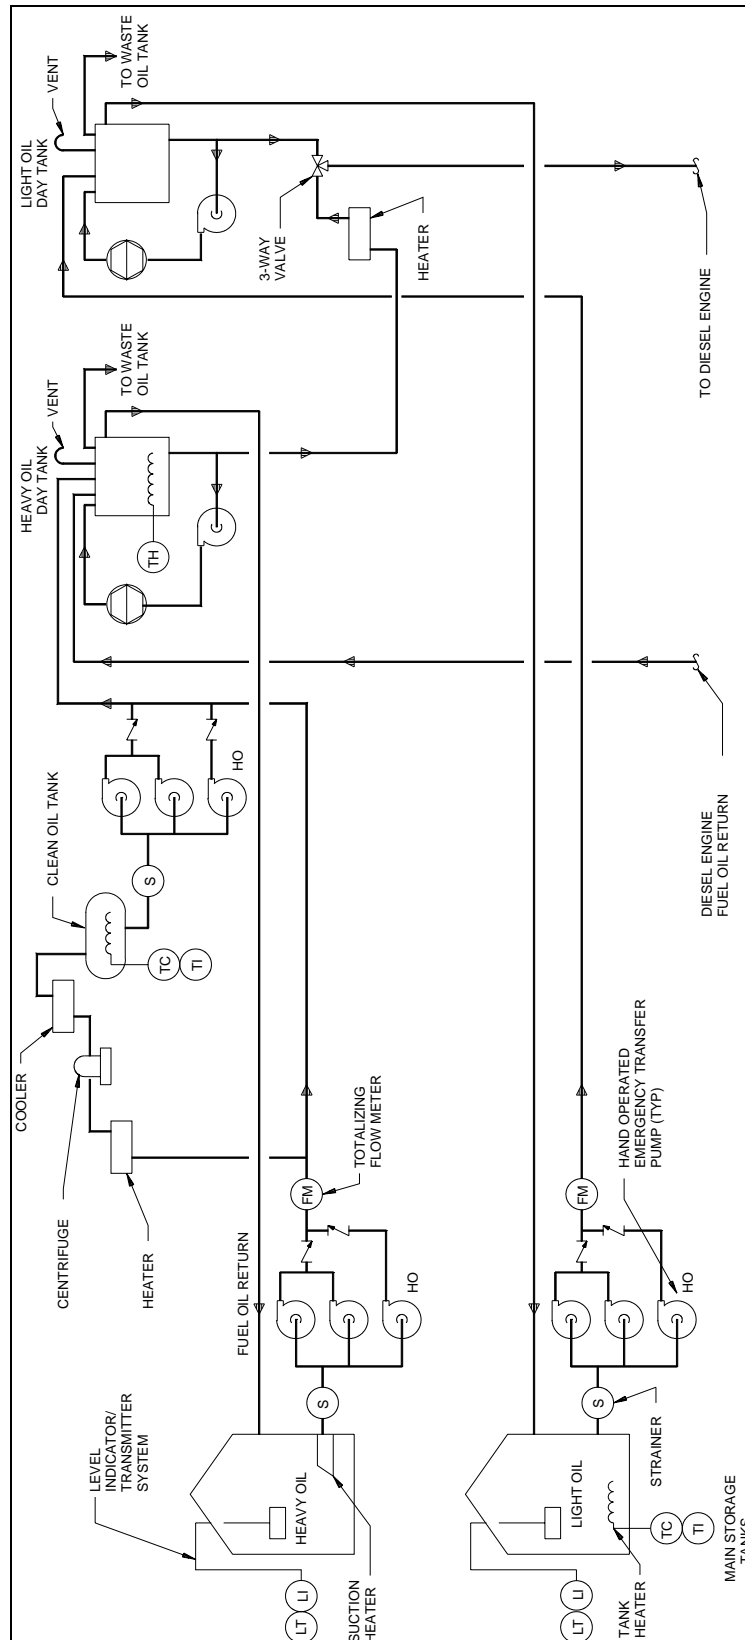 COOLER
CENTRIFUGE
HEATER
CLEAN OIL TANK
HEAVY OIL
DAY TANK
VENT
TO WASTE
OIL TANK
LIGHT OIL
DAY TANK
VENT
TO WASTE
OIL TANK
LEVEL
INDICATOR/
TRANSMITTER
SYSTEM
TC
TI
S
HO
TH
3-WAY
VALVE
HEATER
FUEL OIL RETURN
HEAVY OIL
LT
LI
S
HO
FM
TOTALIZING
FLOW METER
SUCTION
HEATER
LIGHT OIL
LT
LI
S
HO
FM
TANK
HEATER
TC
TI
STRAINER
HAND OPERATED
EMERGENCY TRANSFER
PUMP (TYP)
DIESEL ENGINE
FUEL OIL RETURN
TO DIESEL ENGINE
MAIN STORAGE
TANKS